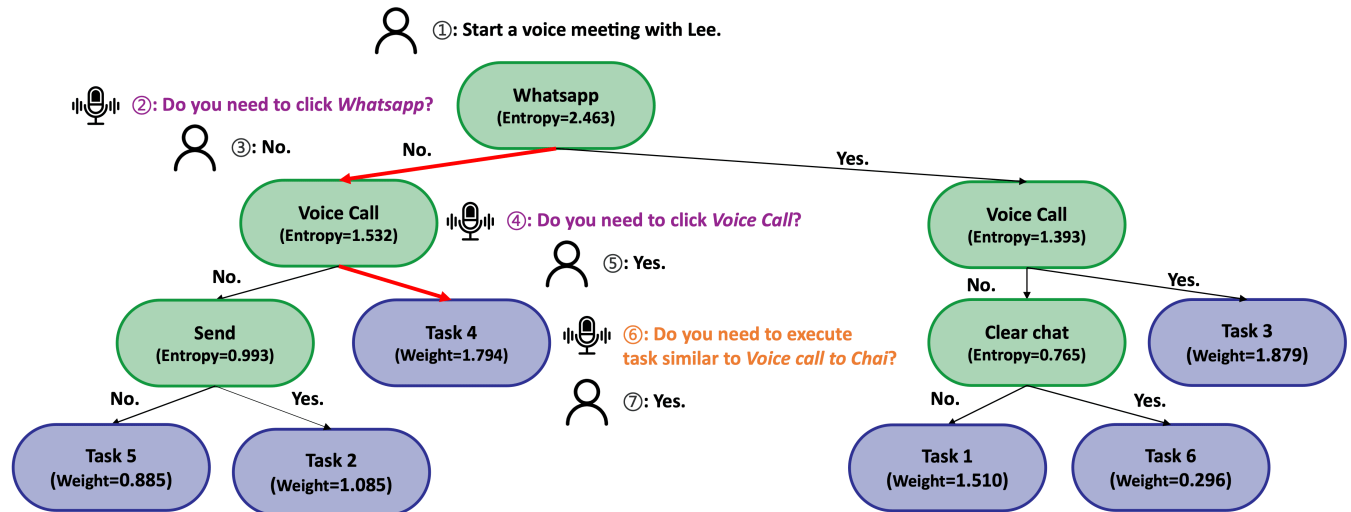 ①: Start a voice meeting with Lee.
Whatsapp
(Entropy=2.463)
②: Do you need to click Whatsapp?
③: No.
No.
Yes.
Voice Call
(Entropy=1.532)
④: Do you need to click Voice Call?
Voice Call
(Entropy=1.393)
⑤: Yes.
No.
No.
Yes.
Send
(Entropy=0.993)
Task 4
(Weight=1.794)
⑥: Do you need to execute
task similar to Voice call to Chai?
Clear chat
(Entropy=0.765)
Task 3
(Weight=1.879)
⑦: Yes.
No.
Yes.
No.
Yes.
Task 5
(Weight=0.885)
Task 2
(Weight=1.085)
Task 1
(Weight=1.510)
Task 6
(Weight=0.296)